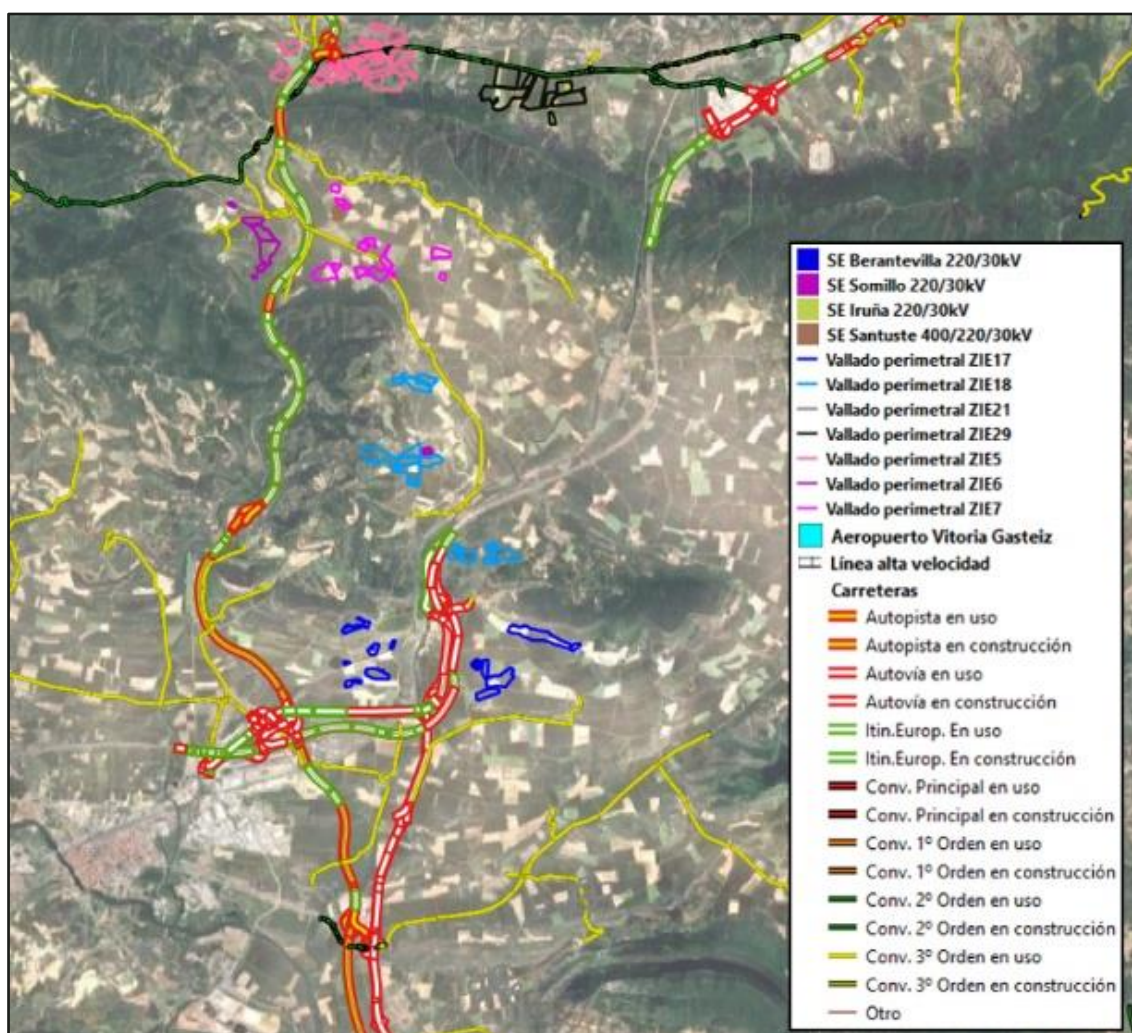 SE Berantevilla 220/30kV
SE Somillo 220/30kV
SE Iruña 220/30kV
SE Santuste 400/220/30kV
Vallado perimetral ZIE17
Vallado perimetral ZIE18
Vallado perimetral ZIE21
Vallado perimetral ZIE29
Vallado perimetral ZIE5
Vallado perimetral ZIE6
Vallado perimetral ZIE7
Aeropuerto Vitoria Gasteiz
Línea alta velocidad
Carreteras
Autopista en uso
Autopista en construcción
Autovía en uso
Autovía en construcción
Itin.Europ. En uso
Itin.Europ. En construcción
Conv. Principal en uso
Conv. Principal en construcción
Conv. 1º Orden en uso
Conv. 1º Orden en construcción
Conv. 2º Orden en uso
Conv. 2º Orden en construcción
Conv. 3º Orden en uso
Conv. 3º Orden en construcción
Otro